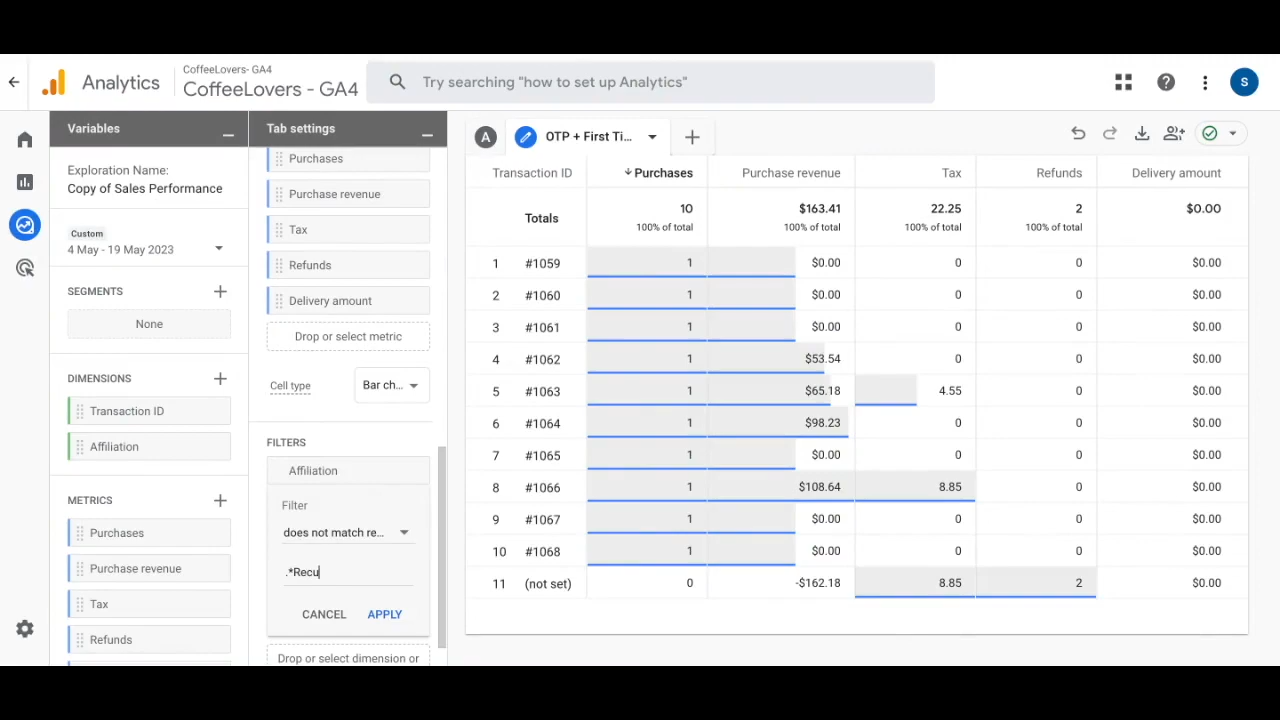 Analytics
CoffeeLovers- GA4
CoffeeLovers - GA4
Try searching "how to set up Analytics"
S
Variables
Exploration Name:
Copy of Sales Performance
Custom
4 May - 19 May 2023
SEGMENTS
None
DIMENSIONS
Transaction ID
Affiliation
METRICS
Purchases
Purchase revenue
Tax
Refunds
Tab settings
Purchases
Purchase revenue
Tax
Refunds
Delivery amount
Drop or select metric
Cell type
Bar ch...
FILTERS
Affiliation
Filter
does not match re...
.*Recu
CANCEL APPLY
Drop or select dimension or
A OTP + First Ti...
Transaction ID Purchases Purchase revenue Tax Refunds Delivery amount
Totals 10 $163.41 22.25 2 $0.00
100% of total 100% of total 100% of total 100% of total
1 #1059 1 $0.00 0 0 $0.00
2 #1060 1 $0.00 0 0 $0.00
3 #1061 1 $0.00 0 0 $0.00
4 #1062 1 $53.54 0 0 $0.00
5 #1063 1 $65.18 4.55 0 $0.00
6 #1064 1 $98.23 0 0 $0.00
7 #1065 1 $0.00 0 0 $0.00
8 #1066 1 $108.64 8.85 0 $0.00
9 #1067 1 $0.00 0 0 $0.00
10 #1068 1 $0.00 0 0 $0.00
11 (not set) 0 -$162.18 8.85 2 $0.00